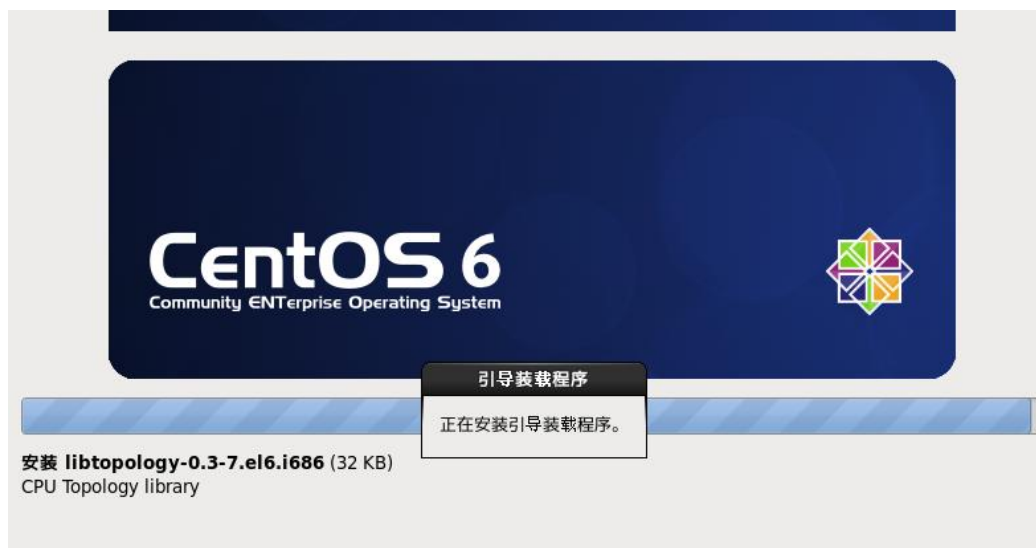 CentOS 6
Community ENTerprise Operating System
引导装载程序
正在安装引导装载程序。
安装 libtopology-0.3-7.el6.i686 (32 KB)
CPU Topology library